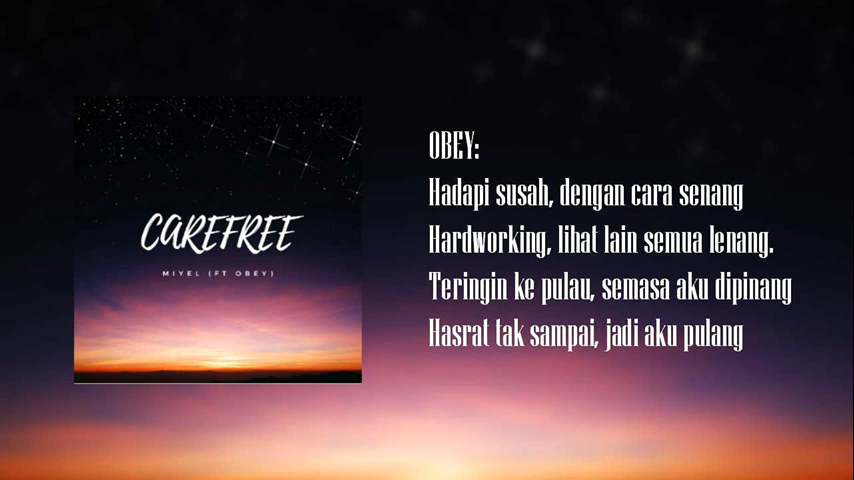 CAREFREE
MIYEL (FT OBEY)
OBEY:
Hadapi susah, dengan cara senang
Hardworking, lihat lain semua lenang.
Teringin ke pulau, semasa aku dipinang
Hasrat tak sampai, jadi aku pulang